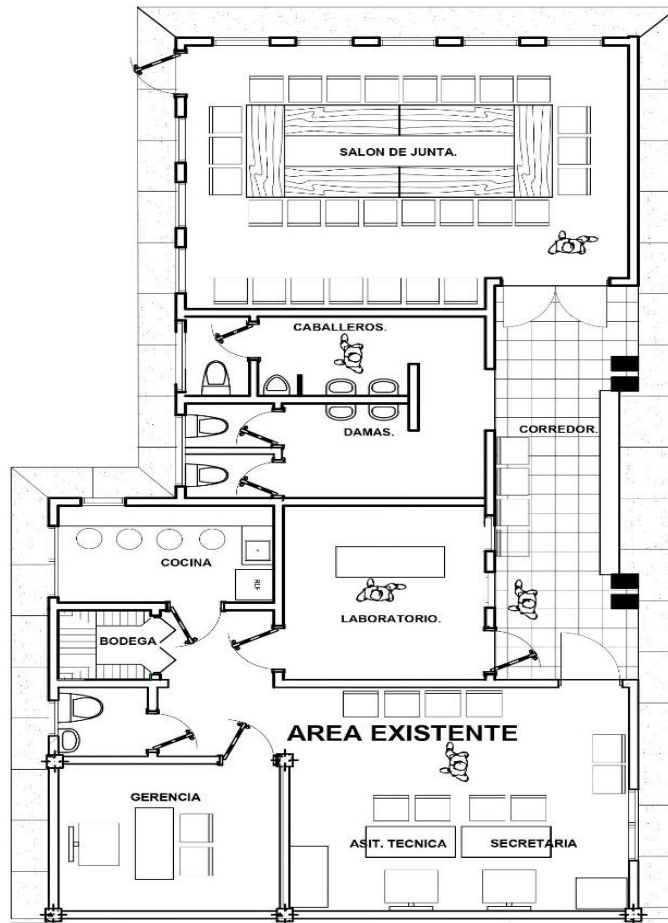 SALON DE JUNTA.
CABALLEROS.
DAMAS.
CORREDOR.
COCINA
REF
BODEGA
LABORATORIO.
AREA EXISTENTE
GERENCIA
ASIT. TECNICA
SECRETARIA